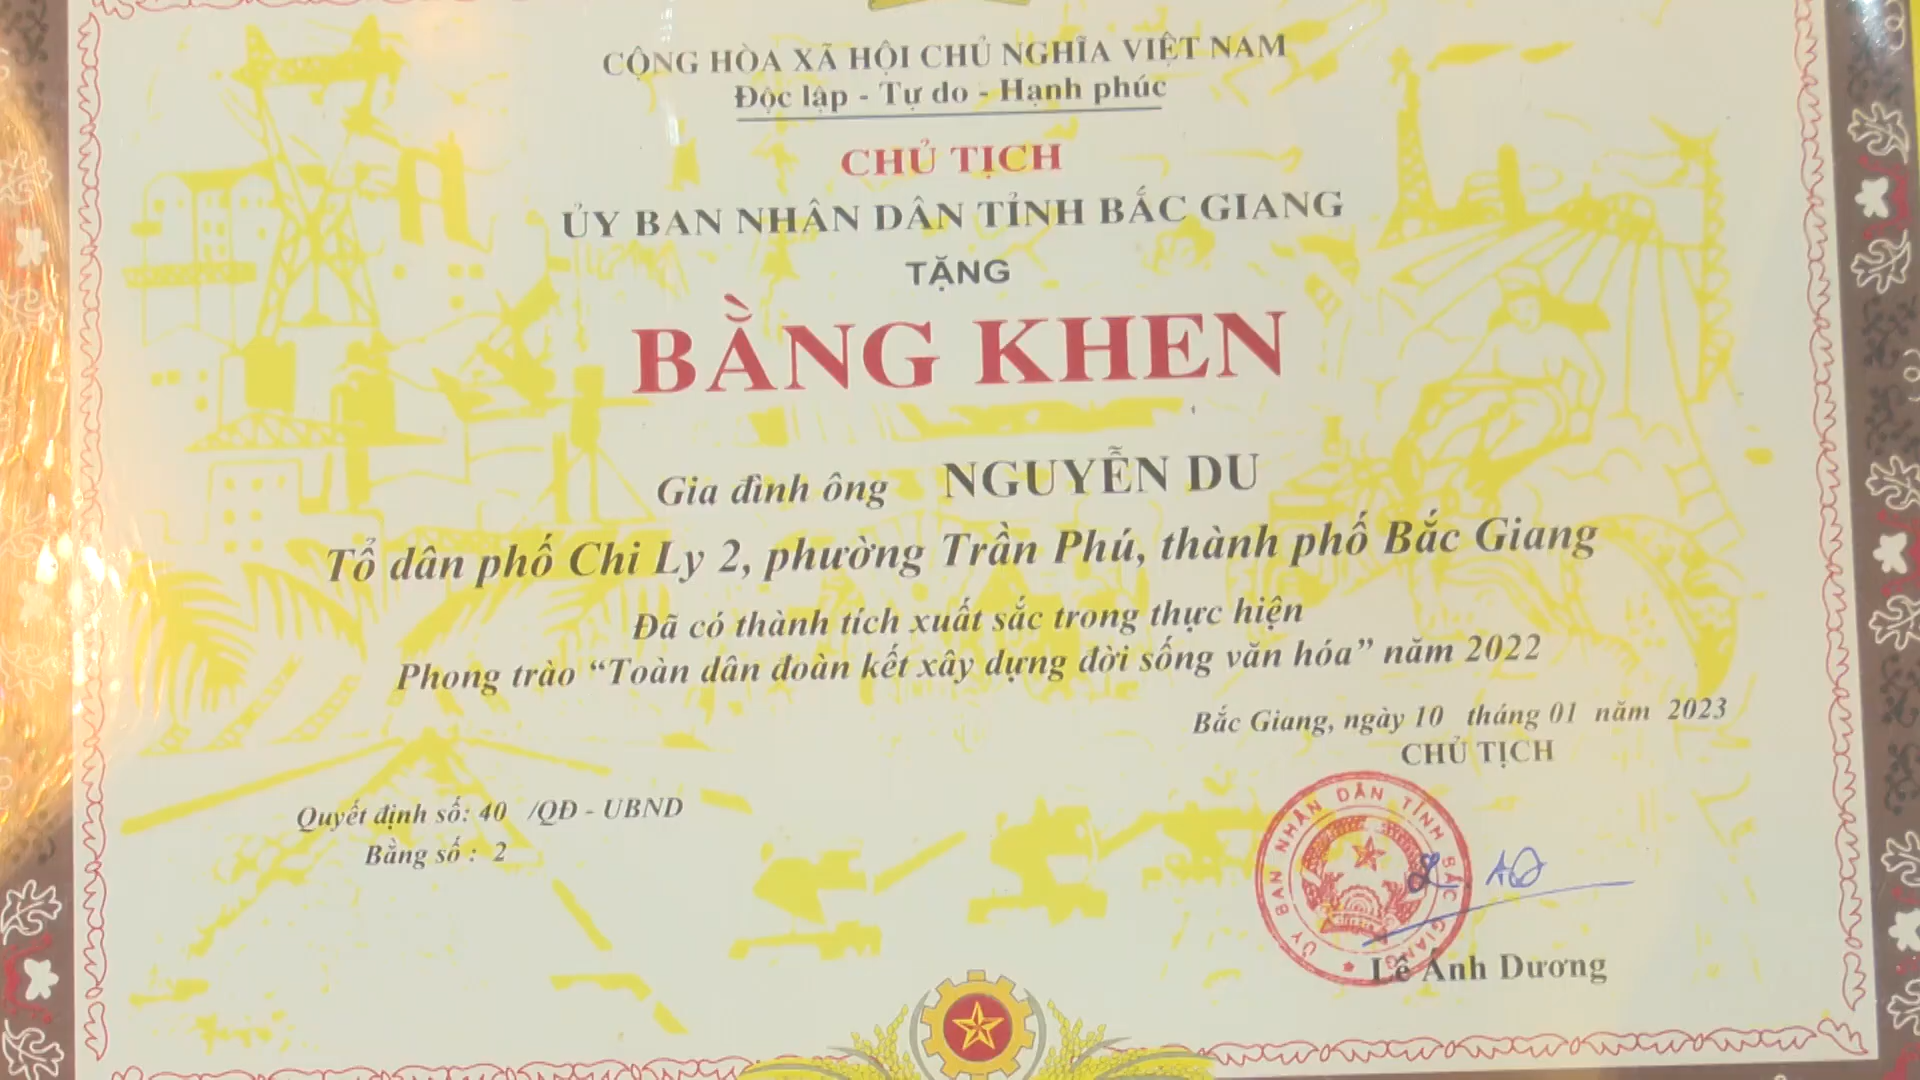 CỘNG HÒA XÃ HỘI CHỦ NGHĨA VIỆT NAM
Độc lập - Tự do - Hạnh phúc
CHỦ TỊCH
ỦY BAN NHÂN DÂN TỈNH BẮC GIANG
TẶNG
BẰNG KHEN
Gia đình ông NGUYỄN DU
Tổ dân phố Chi Ly 2, phường Trần Phú, thành phố Bắc Giang
Đã có thành tích xuất sắc trong thực hiện
Phong trào “Toàn dân đoàn kết xây dựng đời sống văn hóa” năm 2022
Bắc Giang, ngày 10 tháng 01 năm 2023
CHỦ TỊCH
Quyết định số: 40 /QĐ - UBND
Bằng số : 2
ỦY BAN NHÂN DÂN TỈNH BẮC GIANG
Lê Ánh Dương